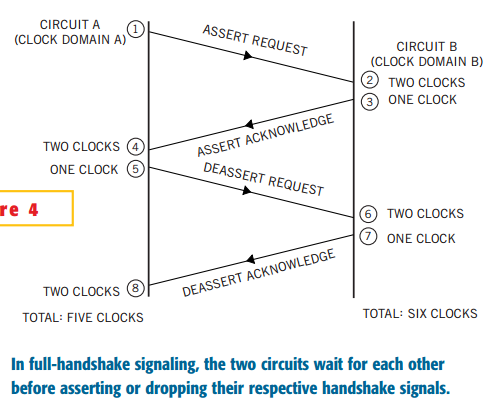 CIRCUIT A
(CLOCK DOMAIN A)
1
ASSERT REQUEST
CIRCUIT B
(CLOCK DOMAIN B)
2 TWO CLOCKS
3 ONE CLOCK
ASSERT ACKNOWLEDGE
TWO CLOCKS 4
ONE CLOCK 5
DEASSERT REQUEST
re 4
6 TWO CLOCKS
7 ONE CLOCK
DEASSERT ACKNOWLEDGE
TWO CLOCKS 8
TOTAL: FIVE CLOCKS
TOTAL: SIX CLOCKS
In full-handshake signaling, the two circuits wait for each other
before asserting or dropping their respective handshake signals.